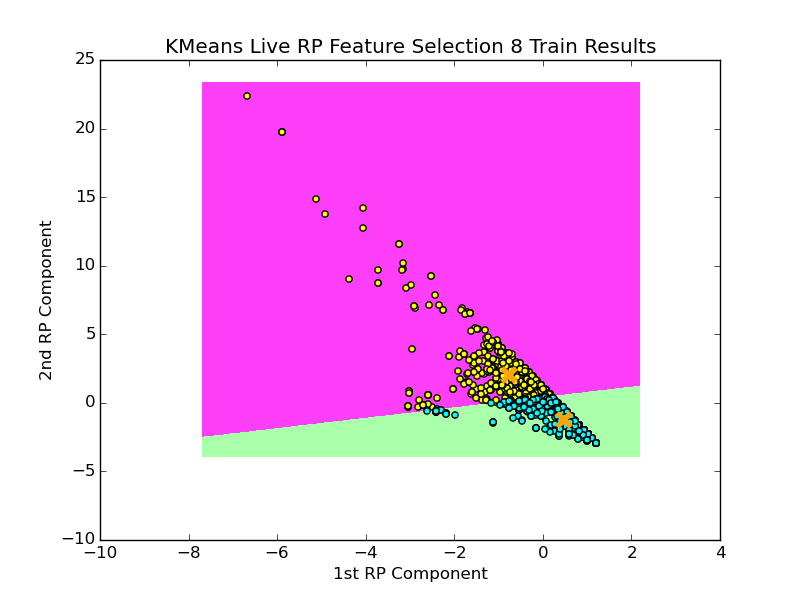 KMeans Live RP Feature Selection 8 Train Results
25
20
15
10
5
0
−5
−10
2nd RP Component
−10 −8 −6 −4 −2 0 2 4
1st RP Component